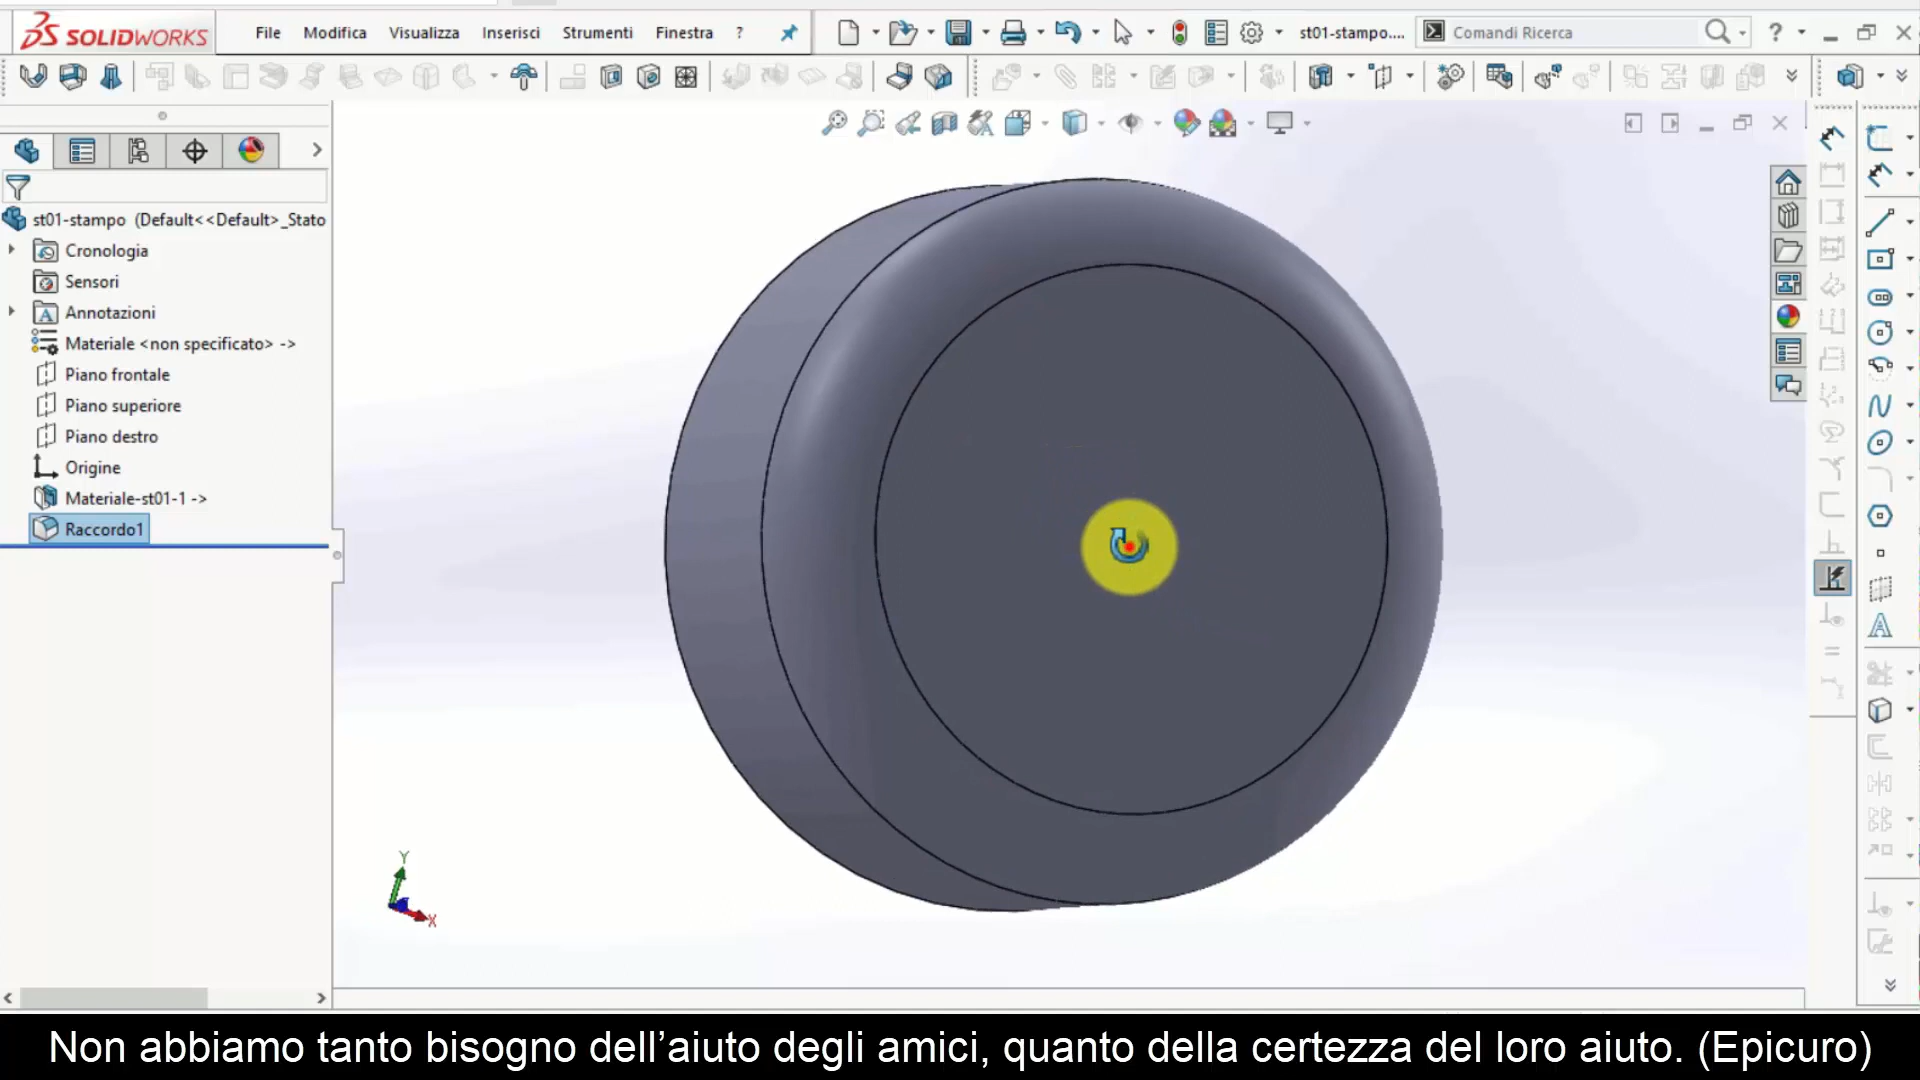 SOLIDWORKS File Modifica Visualizza Inserisci Strumenti Finestra ? st01-stampo.... Comandi Ricerca ?
st01-stampo (Default<<Default>_Stato
Cronologia
Sensori
Annotazioni
Materiale <non specificato> ->
Piano frontale
Piano superiore
Piano destro
Origine
Materiale-st01-1 ->
Raccordo1
Y
X
Non abbiamo tanto bisogno dell’aiuto degli amici, quanto della certezza del loro aiuto. (Epicuro)